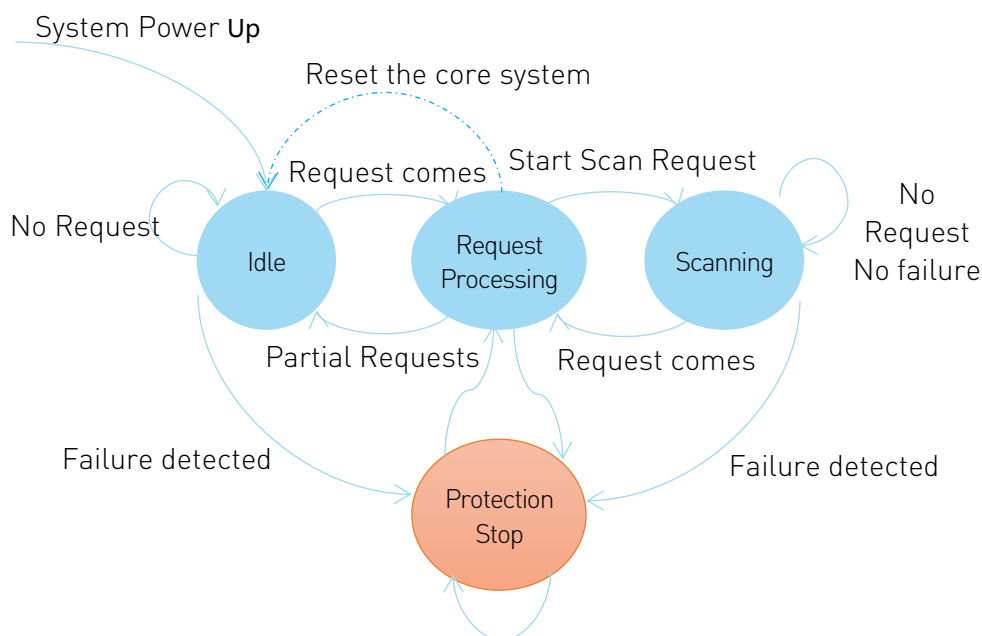 System Power Up
Reset the core system
Request comes
Start Scan Request
No Request
No
Request
No failure
Idle
Request
Processing
Scanning
Partial Requests
Request comes
Failure detected
Failure detected
Protection
Stop